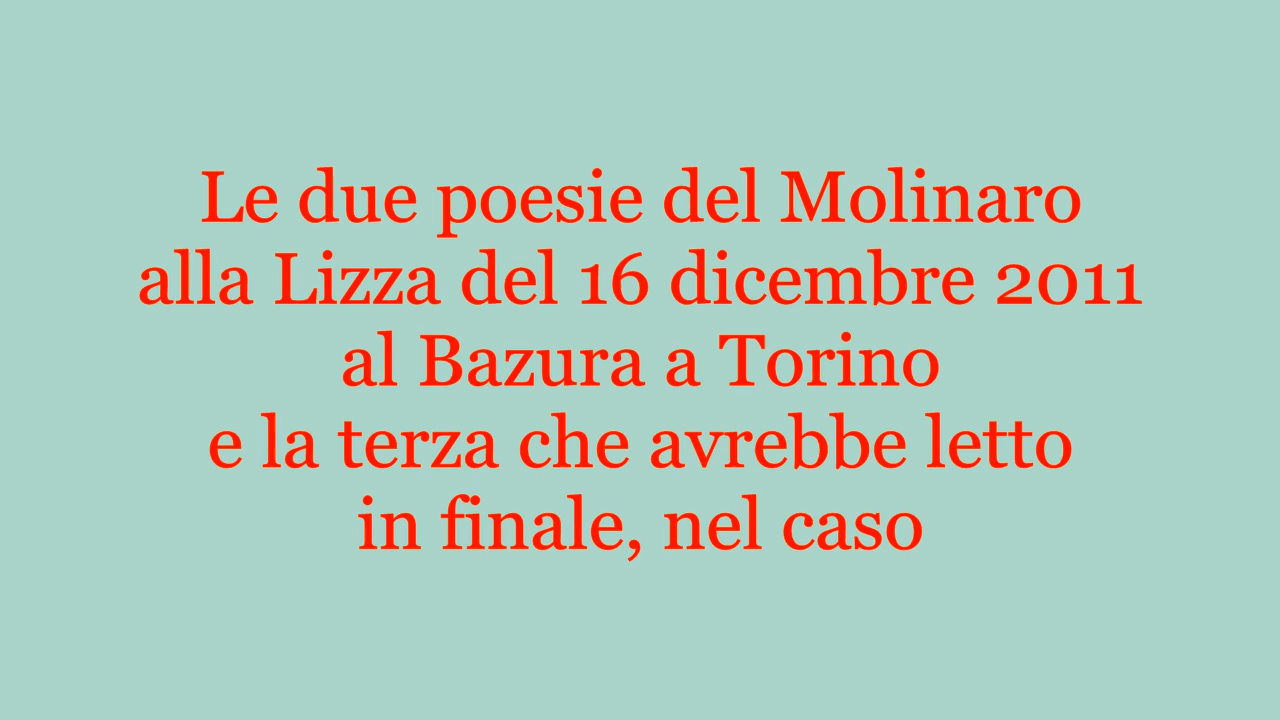 Le due poesie del Molinaro
alla Lizza del 16 dicembre 2011
al Bazura a Torino
e la terza che avrebbe letto
in finale, nel caso